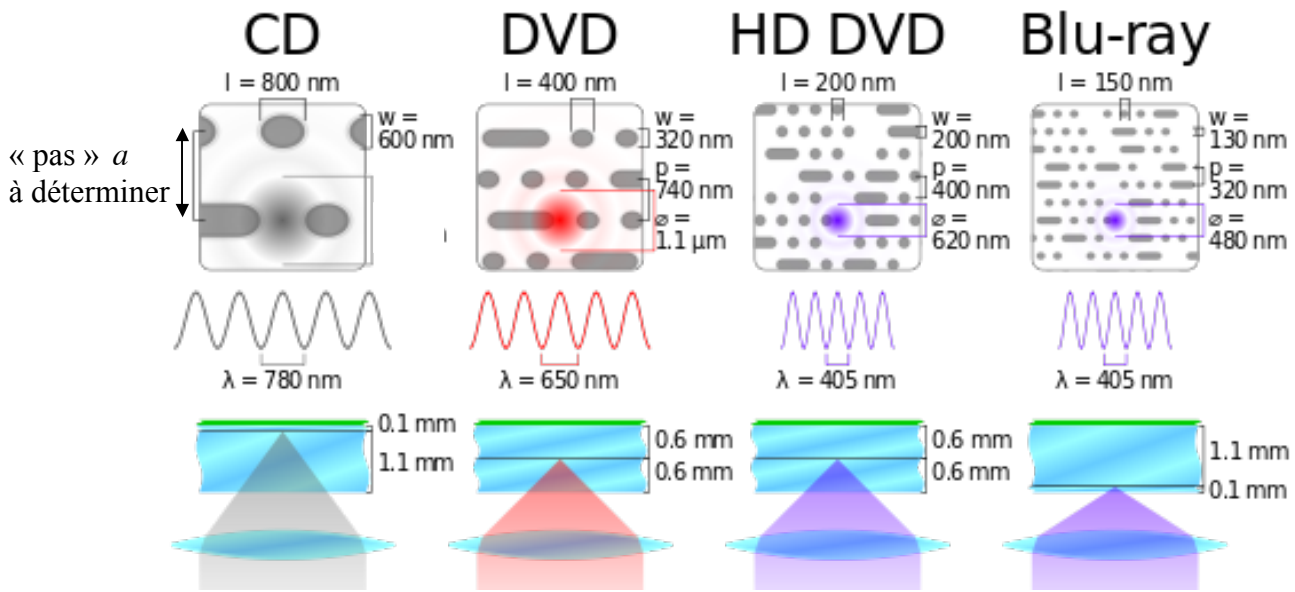 CD
DVD
HD DVD
Blu-ray
l = 800 nm
l = 400 nm
l = 200 nm
l = 150 nm
« pas » a
à déterminer
w =
600 nm
w =
320 nm
p =
740 nm
⌀ =
1.1 µm
w =
200 nm
p =
400 nm
⌀ =
620 nm
w =
130 nm
p =
320 nm
⌀ =
480 nm
λ = 780 nm
λ = 650 nm
λ = 405 nm
λ = 405 nm
0.1 mm
1.1 mm
0.6 mm
0.6 mm
0.6 mm
0.6 mm
1.1 mm
0.1 mm